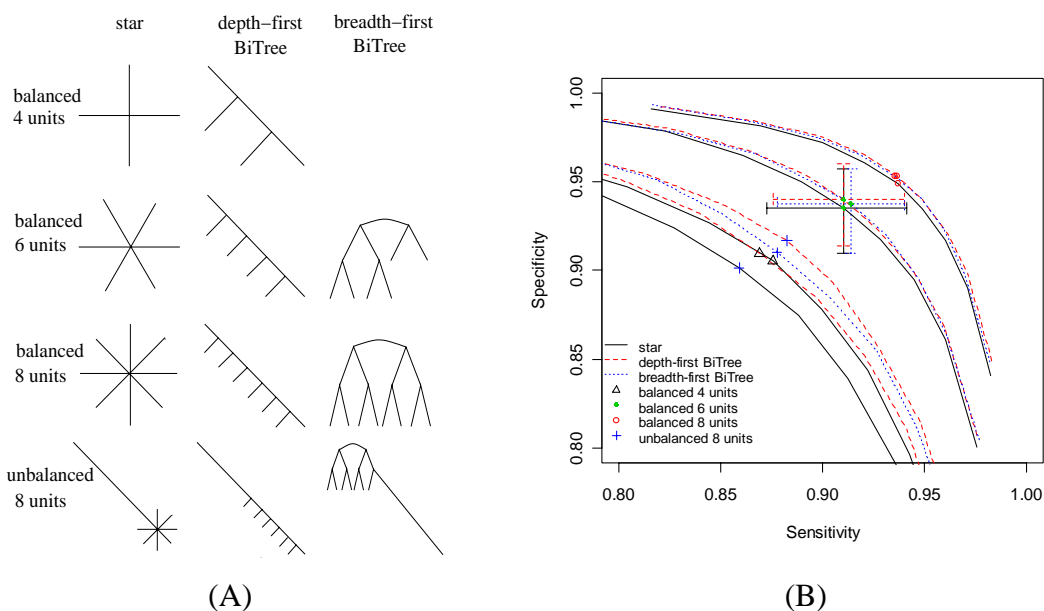 star
depth−first
BiTree
breadth−first
BiTree
balanced
4 units
balanced
6 units
balanced
8 units
unbalanced
8 units
(A)
Specificity
1.00
0.95
0.90
0.85
0.80
star
depth−first BiTree
breadth−first BiTree
balanced 4 units
balanced 6 units
balanced 8 units
unbalanced 8 units
0.80 0.85 0.90 0.95 1.00
Sensitivity
(B)